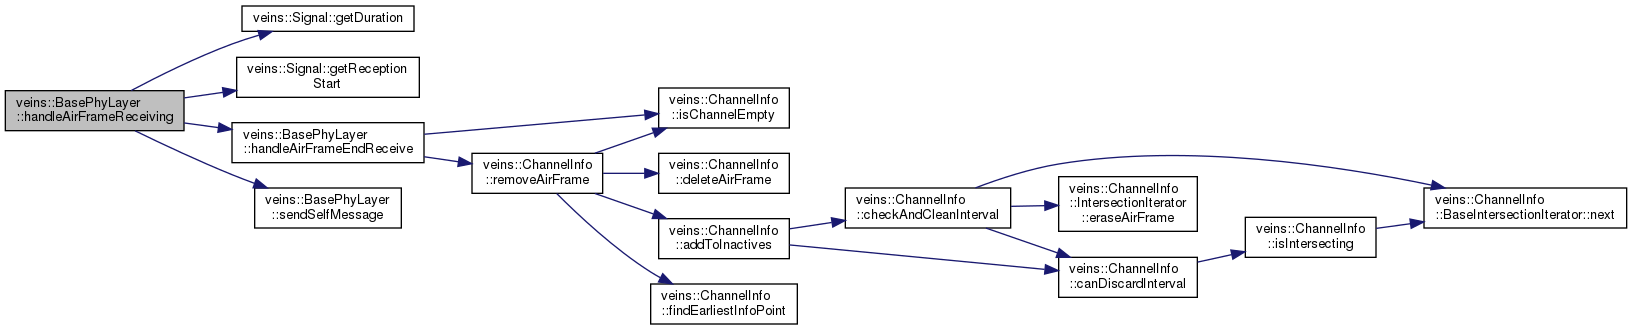 veins::Signal::getDuration
veins::Signal::getReception
Start
veins::BasePhyLayer
::handleAirFrameReceiving
veins::BasePhyLayer
::handleAirFrameEndReceive
veins::BasePhyLayer
::sendSelfMessage
veins::ChannelInfo
::isChannelEmpty
veins::ChannelInfo
::removeAirFrame
veins::ChannelInfo
::deleteAirFrame
veins::ChannelInfo
::addToInactives
veins::ChannelInfo
::findEarliestInfoPoint
veins::ChannelInfo
::checkAndCleanInterval
veins::ChannelInfo
::IntersectionIterator
::eraseAirFrame
veins::ChannelInfo
::canDiscardInterval
veins::ChannelInfo
::isIntersecting
veins::ChannelInfo
::BaseIntersectionIterator::next